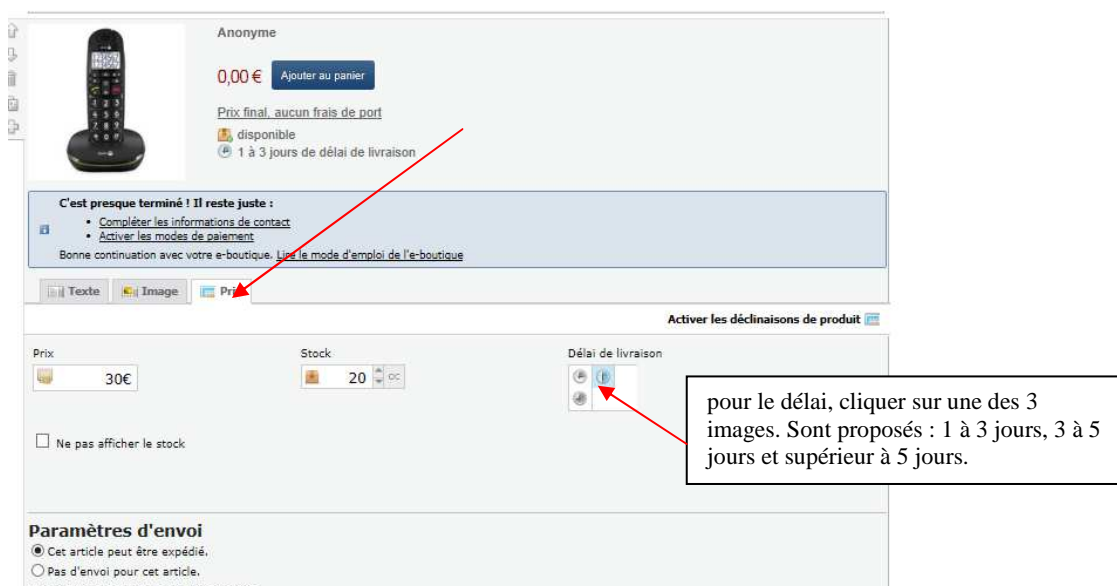 Anonyme
0,00 € Ajouter au panier
Prix final, aucun frais de port
disponible
1 à 3 jours de délai de livraison
C'est presque terminé ! Il reste juste :
• Compléter les informations de contact
• Activer les modes de paiement
Bonne continuation avec votre e-boutique. Lire le mode d'emploi de l'e-boutique
Texte Image Prix
Activer les déclinaisons de produit
Prix Stock Délai de livraison
30€ 20
pour le délai, cliquer sur une des 3
images. Sont proposés : 1 à 3 jours, 3 à 5
jours et supérieur à 5 jours.
Ne pas afficher le stock
Paramètres d'envoi
Cet article peut être expédié.
Pas d'envoi pour cet article.